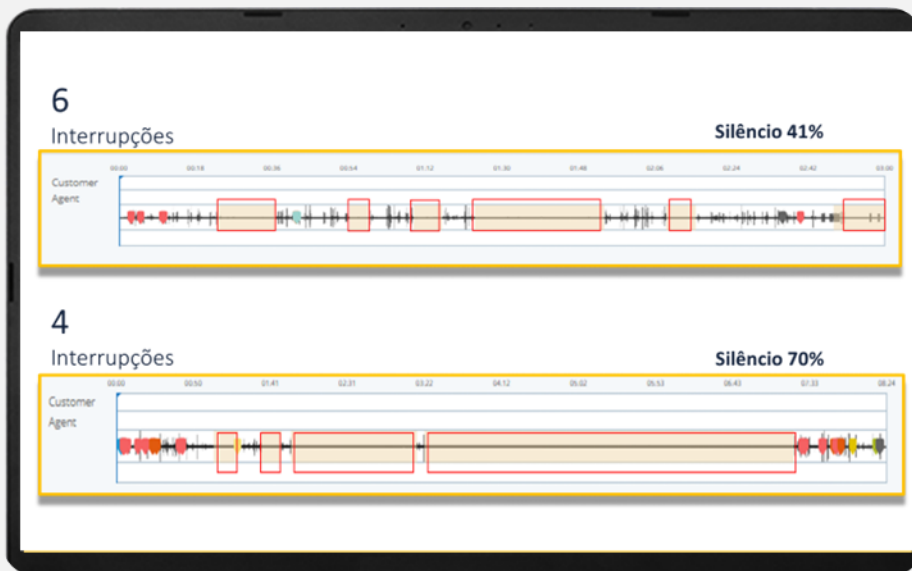 6
Interrupções
Silêncio 41%
00:00 00:18 00:36 00:54 01:12 01:30 01:48 02:06 02:24 02:42 03:00
Customer
Agent
4
Interrupções
Silêncio 70%
00:00 00:50 01:41 02:31 03:22 04:12 05:02 05:53 06:43 07:33 08:24
Customer
Agent